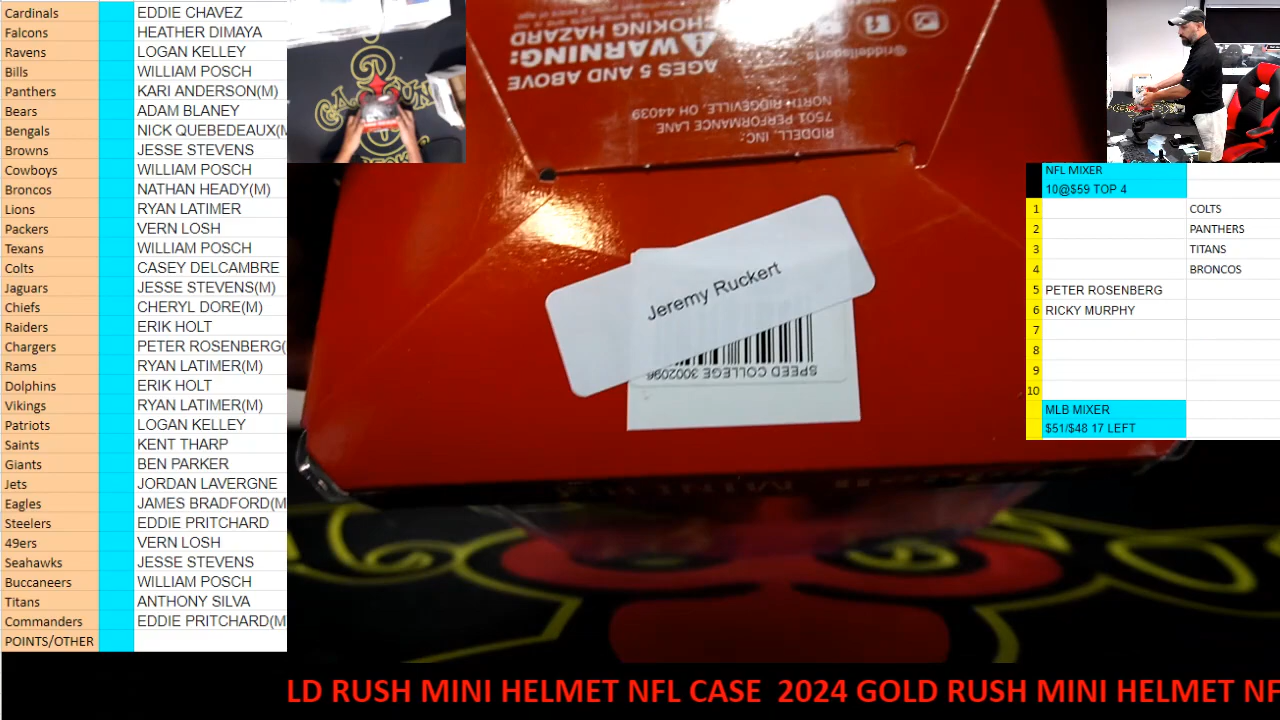 Cardinals EDDIE CHAVEZ
Falcons HEATHER DIMAYA
Ravens LOGAN KELLEY
Bills WILLIAM POSCH
Panthers KARI ANDERSON(M)
Bears ADAM BLANEY
Bengals NICK QUEBEDEAUX(M
Browns JESSE STEVENS
Cowboys WILLIAM POSCH
Broncos NATHAN HEADY(M)
Lions RYAN LATIMER
Packers VERN LOSH
Texans WILLIAM POSCH
Colts CASEY DELCAMBRE
Jaguars JESSE STEVENS(M)
Chiefs CHERYL DORE(M)
Raiders ERIK HOLT
Chargers PETER ROSENBERG(
Rams RYAN LATIMER(M)
Dolphins ERIK HOLT
Vikings RYAN LATIMER(M)
Patriots LOGAN KELLEY
Saints KENT THARP
Giants BEN PARKER
Jets JORDAN LAVERGNE
Eagles JAMES BRADFORD(M
Steelers EDDIE PRITCHARD
49ers VERN LOSH
Seahawks JESSE STEVENS
Buccaneers WILLIAM POSCH
Titans ANTHONY SILVA
Commanders EDDIE PRITCHARD(M
POINTS/OTHER
@riddellsports
WARNING:
CHOKING HAZARD
AGES 5 AND ABOVE
RIDDELL, INC.
7501 PERFORMANCE LANE
NORTH RIDGEVILLE, OH 44039
Jeremy Ruckert
SPEED COLLEGE 3002096
NFL MIXER
10@$59 TOP 4
1 COLTS
2 PANTHERS
3 TITANS
4 BRONCOS
5 PETER ROSENBERG
6 RICKY MURPHY
7
8
9
10
MLB MIXER
$51/$48 17 LEFT
LD RUSH MINI HELMET NFL CASE 2024 GOLD RUSH MINI HELMET NF